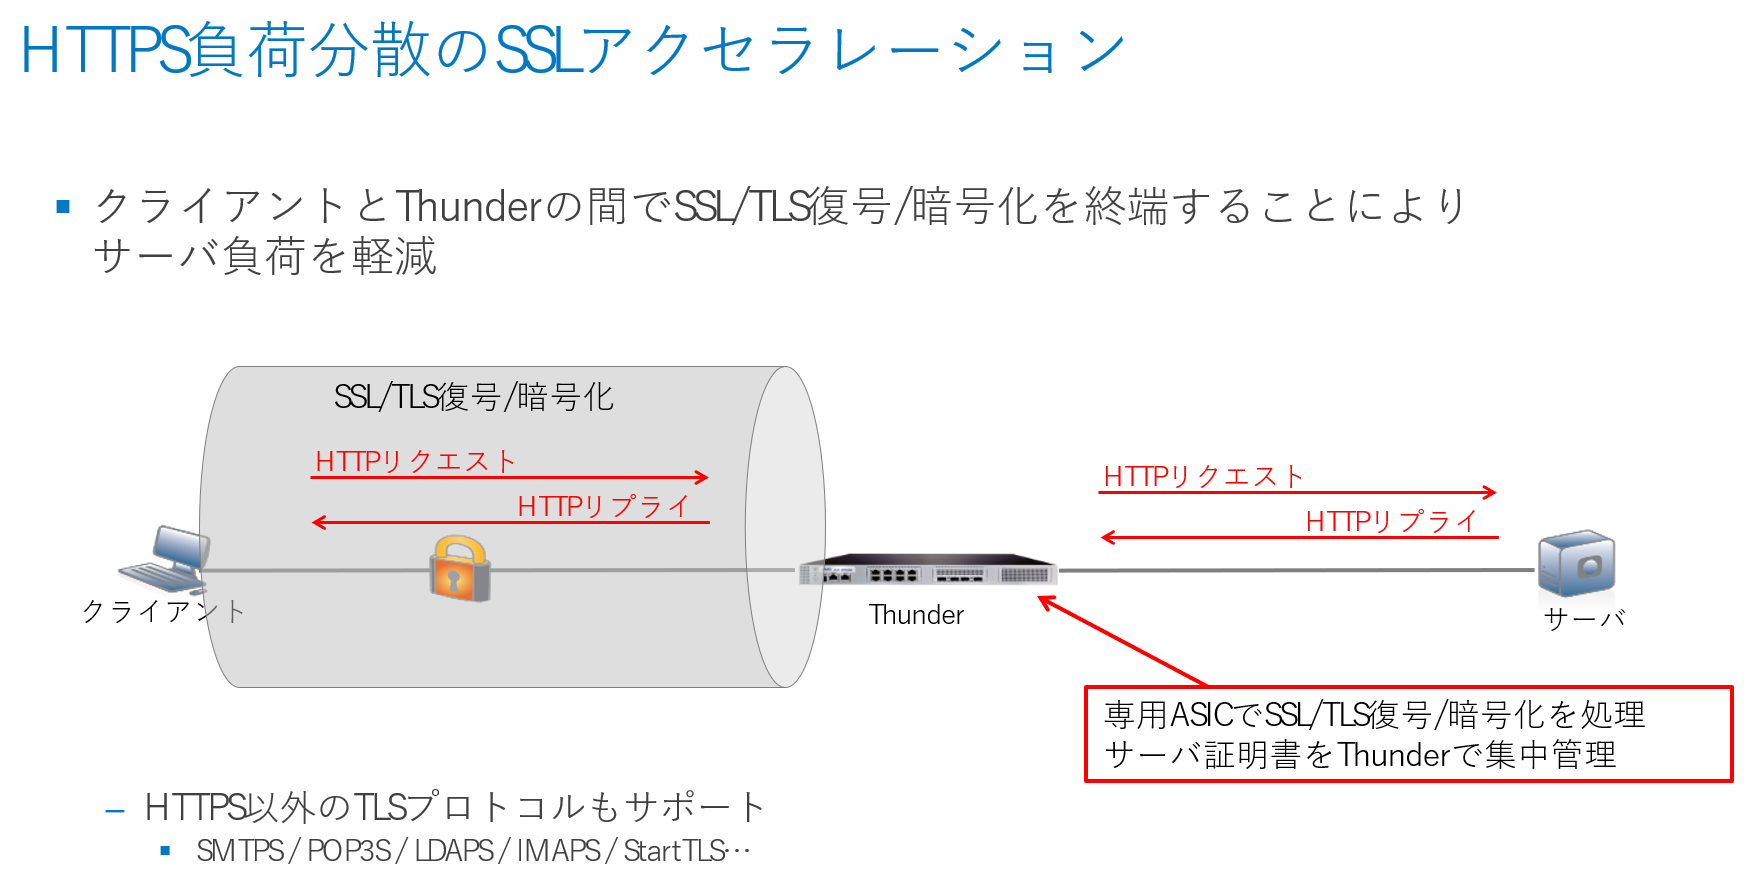 HTTPS負荷分散のSSLアクセラレーション
クライアントとThunderの間でSSL/TLS復号/暗号化を終端することにより
サーバ負荷を軽減
SSL/TLS復号/暗号化
HTTPリクエスト
HTTPリプライ
HTTPリクエスト
HTTPリプライ
クライアント
Thunder
サーバ
専用ASICでSSL/TLS復号/暗号化を処理
サーバ証明書をThunderで集中管理
– HTTPS以外のTLSプロトコルもサポート
SMTPS / POP3S / LDAPS / IMAPS / StartTLS…